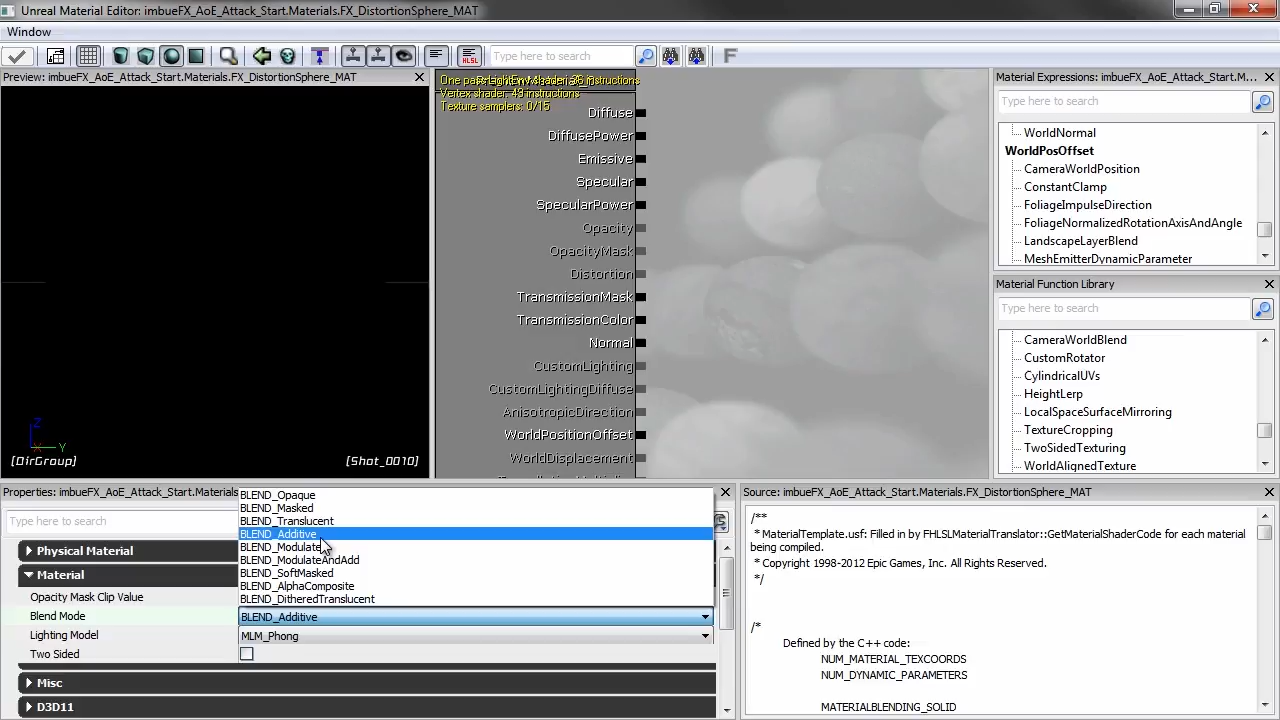 Unreal Material Editor: imbueFX_AoE_Attack_Start.Materials.FX_DistortionSphere_MAT
Window
Type here to search
F
Preview: imbueFX_AoE_Attack_Start.Materials.FX_DistortionSphere_MAT
[DirGroup]
[Shot_0010]
Z
X
Y
Vertex shader: 49 instructions
Texture samplers: 0/15
Diffuse
DiffusePower
Emissive
Specular
SpecularPower
Opacity
OpacityMask
Distortion
TransmissionMask
TransmissionColor
Normal
CustomLighting
CustomLightingDiffuse
AnisotropicDirection
WorldPositionOffset
WorldDisplacement
Material Expressions: imbueFX_AoE_Attack_Start.M...
Type here to search
WorldNormal
WorldPosOffset
CameraWorldPosition
ConstantClamp
FoliageImpulseDirection
FoliageNormalizedRotationAxisAndAngle
LandscapeLayerBlend
MeshEmitterDynamicParameter
Material Function Library
Type here to search
CameraWorldBlend
CustomRotator
CylindricalUVs
HeightLerp
LocalSpaceSurfaceMirroring
TextureCropping
TwoSidedTexturing
WorldAlignedTexture
Properties: imbueFX_AoE_Attack_Start.Materials
Type here to search
BLEND_Opaque
BLEND_Masked
BLEND_Translucent
BLEND_Additive
BLEND_Modulate
BLEND_ModulateAndAdd
BLEND_SoftMasked
BLEND_AlphaComposite
BLEND_DitheredTranslucent
Physical Material
Material
Opacity Mask Clip Value
Blend Mode BLEND_Additive
Lighting Model MLM_Phong
Two Sided
Misc
D3D11
Source: imbueFX_AoE_Attack_Start.Materials.FX_DistortionSphere_MAT
/**
* MaterialTemplate.usf: Filled in by FHLSLMaterialTranslator::GetMaterialShaderCode for each material
being compiled.
* Copyright 1998-2012 Epic Games, Inc. All Rights Reserved.
*/
/*
Defined by the C++ code:
NUM_MATERIAL_TEXCOORDS
NUM_DYNAMIC_PARAMETERS
MATERIALBLENDING_SOLID